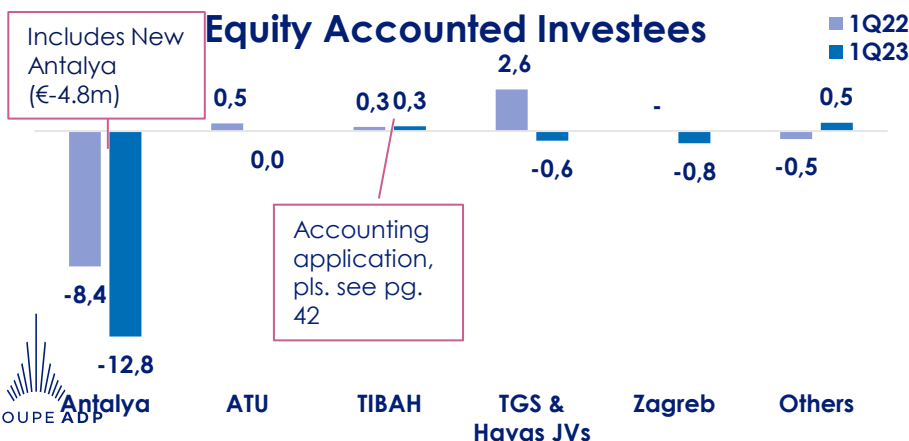 Equity Accounted Investees
1Q22
1Q23
Includes New
Antalya
(€-4.8m)
-8,4
-12,8
0,5
0,0
0,3 0,3
2,6
-0,6
-
-0,8
-0,5
0,5
Accounting
application,
pls. see pg.
42
OUPE ADP
Antalya
ATU
TIBAH
TGS &
Havas JVs
Zagreb
Others